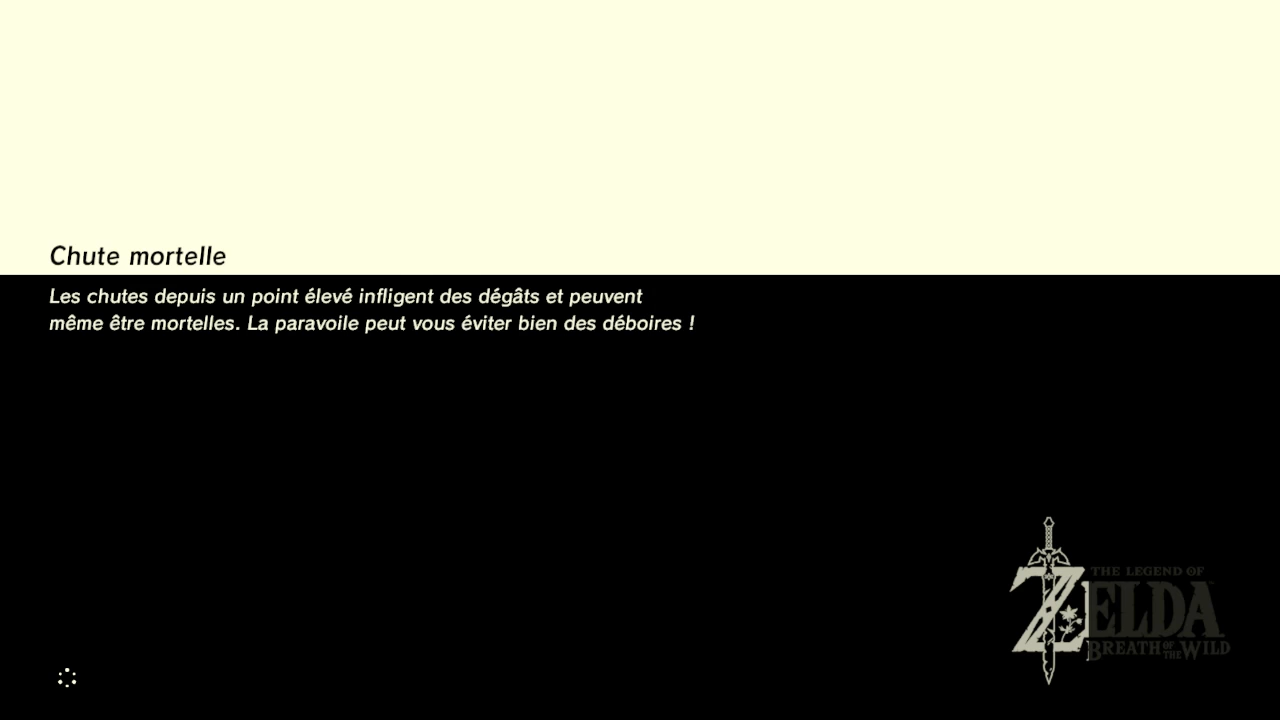 Chute mortelle
Les chutes depuis un point élevé infligent des dégâts et peuvent
même être mortelles. La paravoile peut vous éviter bien des déboires !
THE LEGEND OF
ZELDA
BREATH OF THE WILD